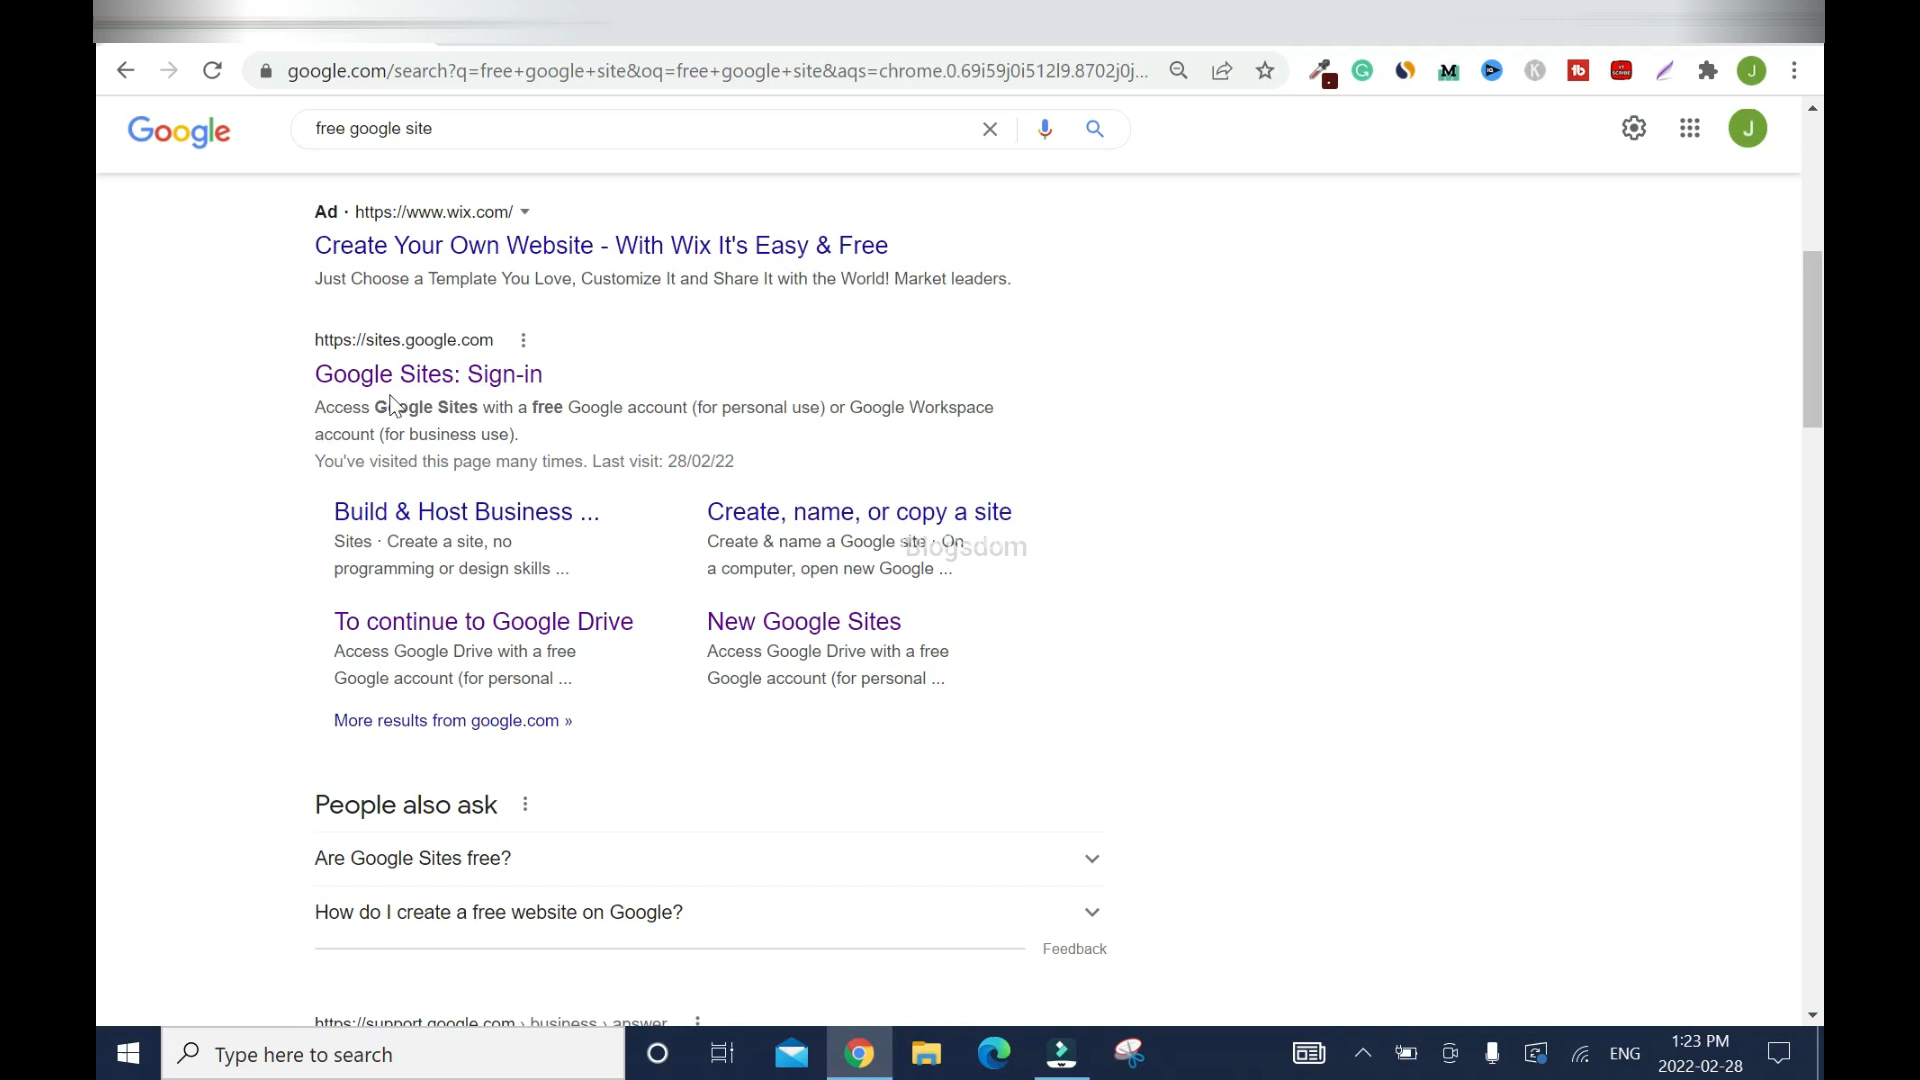 google.com/search?q=free+google+site&oq=free+google+site&aqs=chrome.0.69i59j0i512l9.8702j0j...
Google
free google site
J
J
Ad · https://www.wix.com/
Create Your Own Website - With Wix It's Easy & Free
Just Choose a Template You Love, Customize It and Share It with the World! Market leaders.
https://sites.google.com
Google Sites: Sign-in
Access Google Sites with a free Google account (for personal use) or Google Workspace
account (for business use).
You've visited this page many times. Last visit: 28/02/22
Build & Host Business ...
Sites · Create a site, no
programming or design skills ...
Create, name, or copy a site
Create & name a Google site · On
a computer, open new Google ...
Blogsdom
To continue to Google Drive
Access Google Drive with a free
Google account (for personal ...
New Google Sites
Access Google Drive with a free
Google account (for personal ...
More results from google.com »
People also ask
Are Google Sites free?
How do I create a free website on Google?
Feedback
https://support.google.com › business › answer
Type here to search
ENG
1:23 PM
2022-02-28